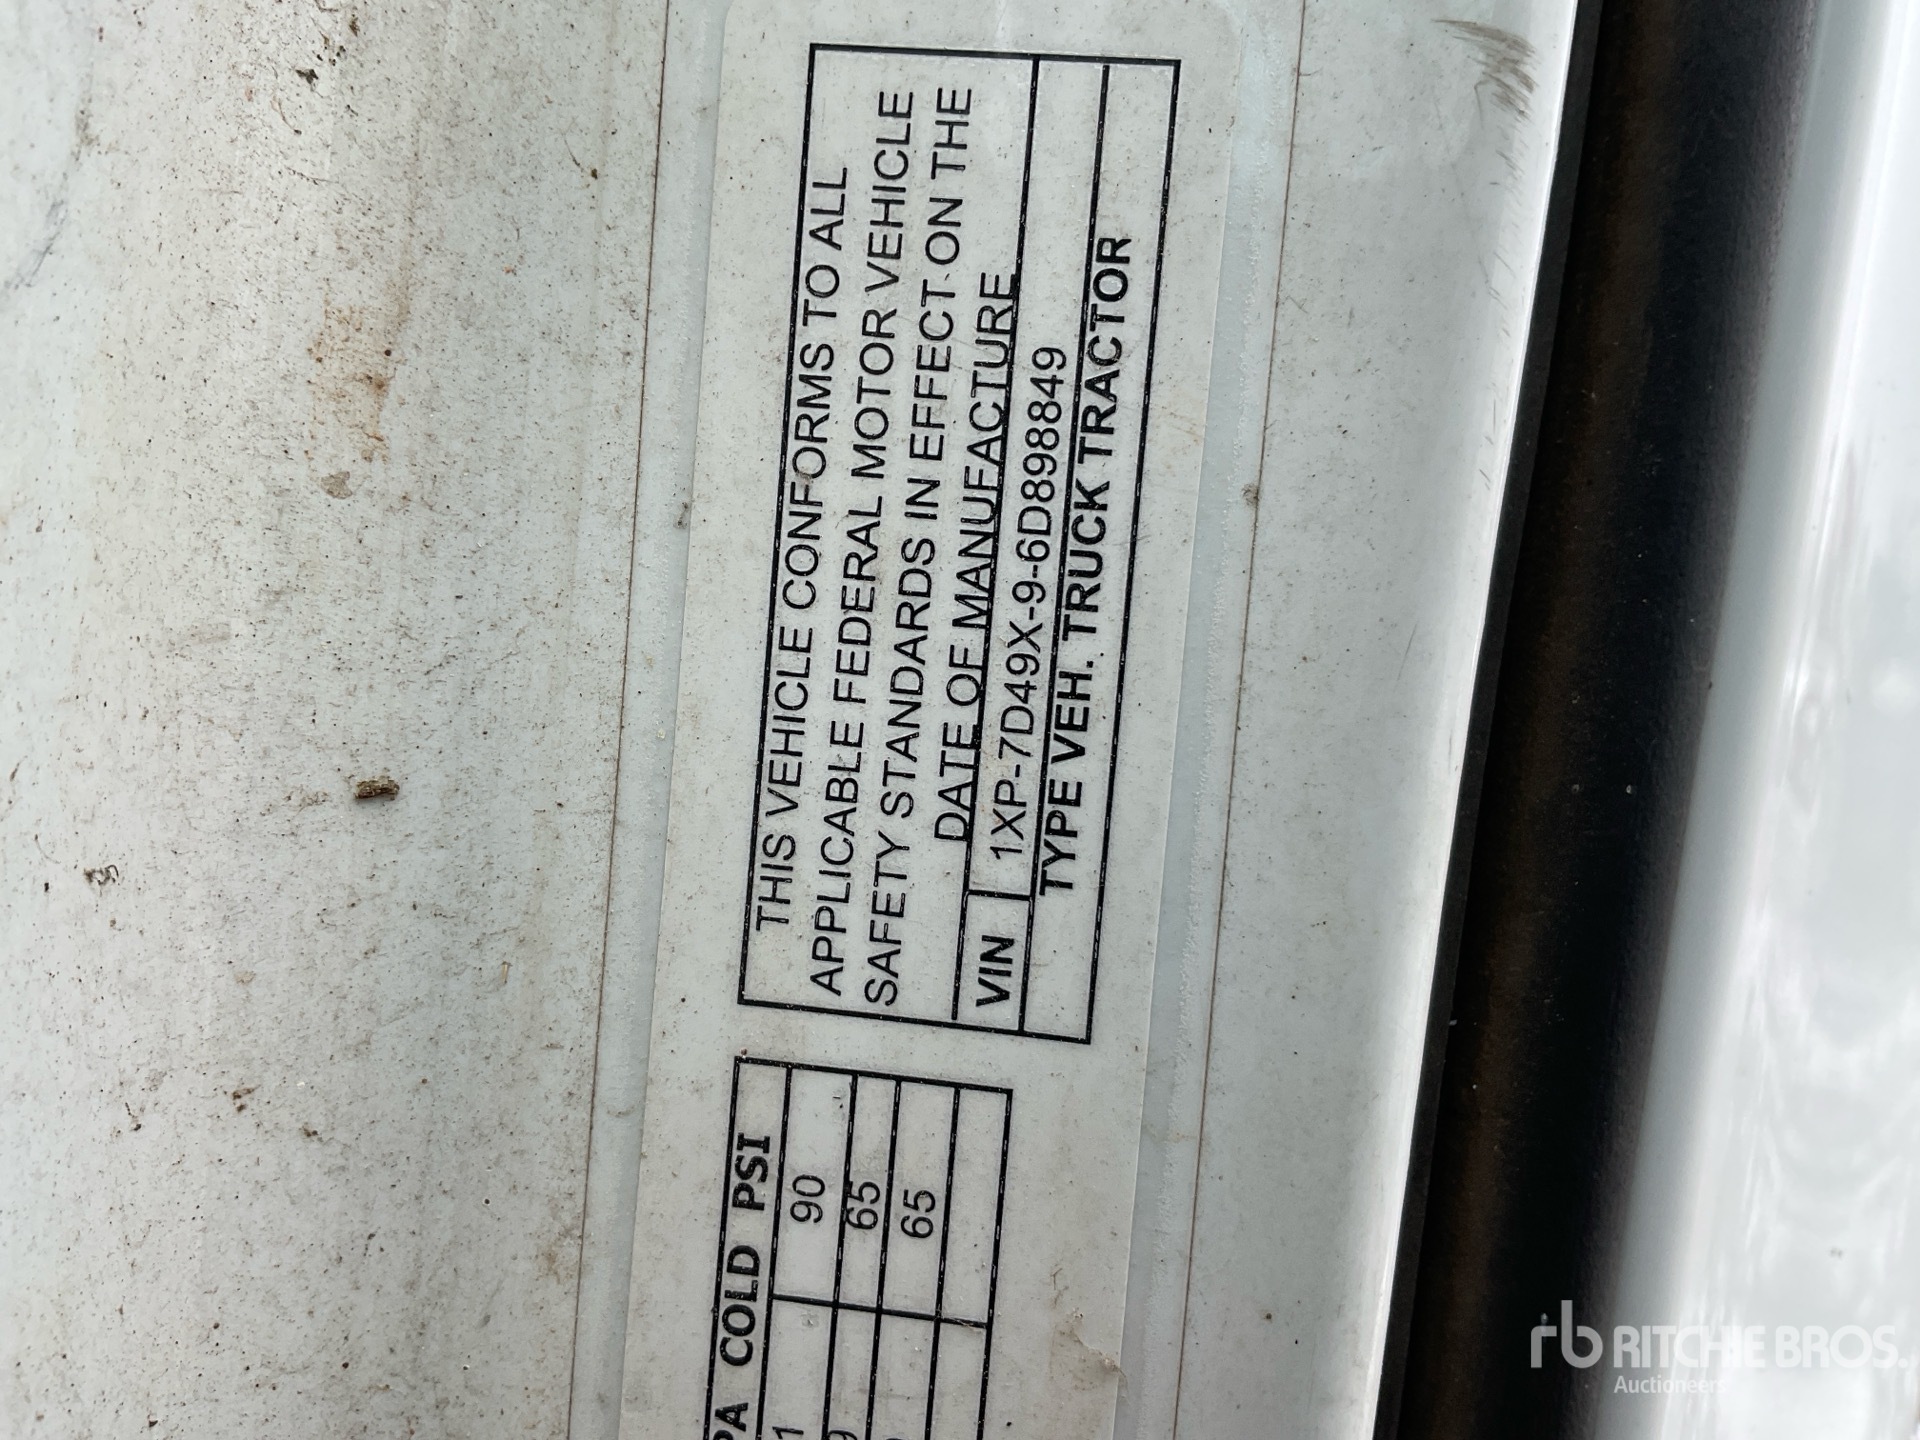 THIS VEHICLE CONFORMS TO ALL
APPLICABLE FEDERAL MOTOR VEHICLE
SAFETY STANDARDS IN EFFECT ON THE
DATE OF MANUFACTURE
VIN 1XP-7D49X-9-6D898849
TYPE VEH. TRUCK TRACTOR
COLD PSI
90
65
65
rb RITCHIE BROS.
Auctioneers